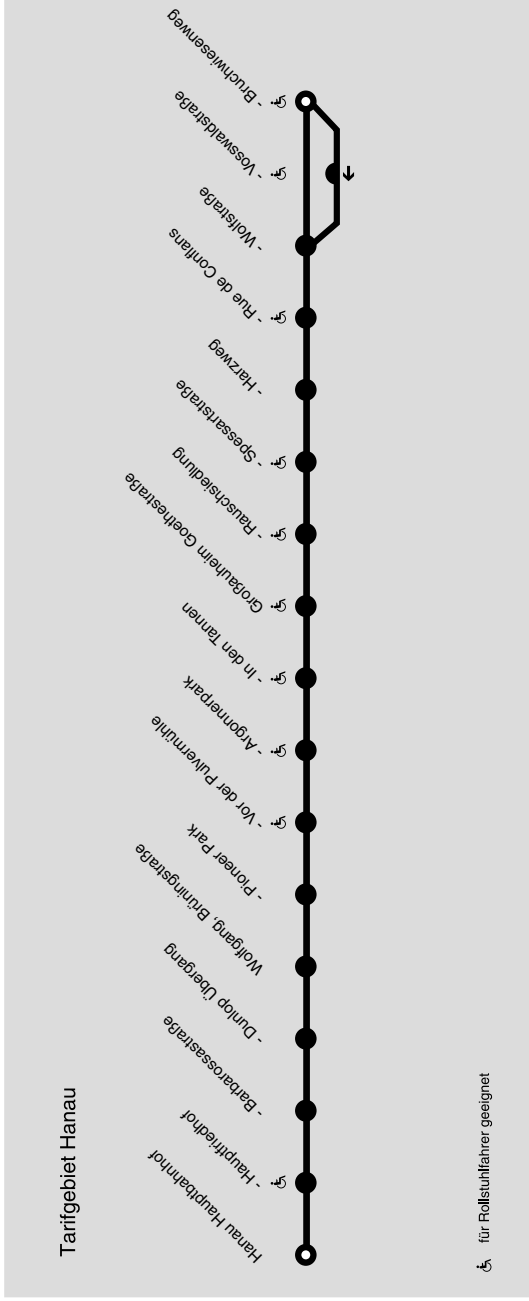 Tarifgebiet Hanau
Hanau Hauptbahnhof
- Hauptfriedhof
- Barbarossastraße
- Dunlop Übergang
Wolfgang, Brüningstraße
- Pioneer Park
- Vor der Pulvermühle
- Argonnerpark
- In den Tannen
Großauheim Goethestraße
- Rauschsiedlung
- Spessartstraße
- Harzweg
- Rue de Conflans
- Wolfstraße
- Vosswaldstraße
- Bruchwiesenweg
für Rollstuhlfahrer geeignet